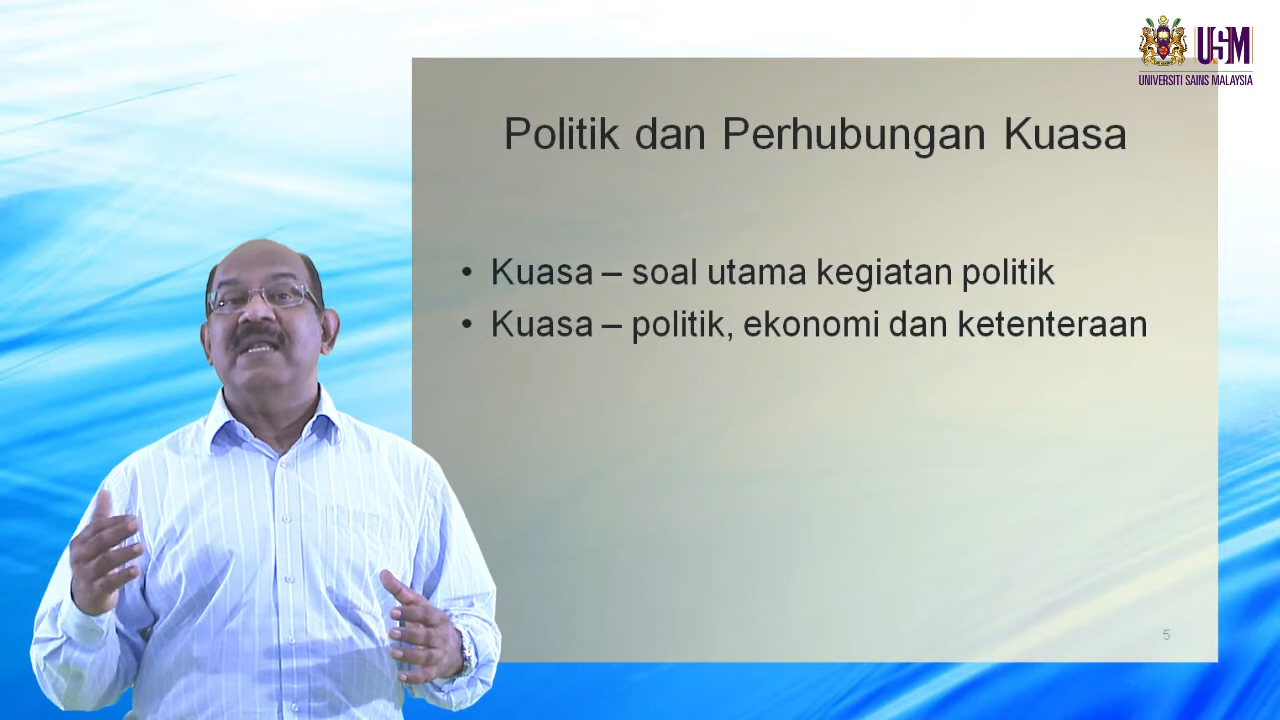 USM
UNIVERSITI SAINS MALAYSIA
Politik dan Perhubungan Kuasa
• Kuasa – soal utama kegiatan politik
• Kuasa – politik, ekonomi dan ketenteraan
5